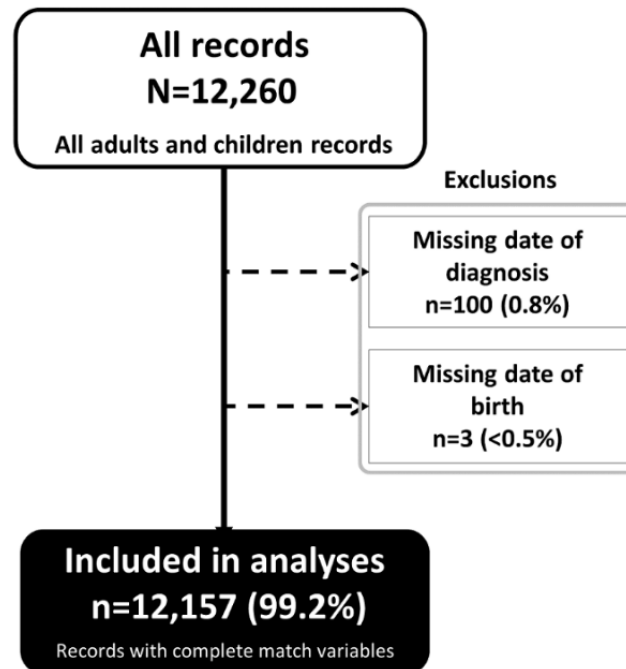 All records
N=12,260
All adults and children records
Exclusions
Missing date of
diagnosis
n=100 (0.8%)
Missing date of
birth
n=3 (<0.5%)
Included in analyses
n=12,157 (99.2%)
Records with complete match variables